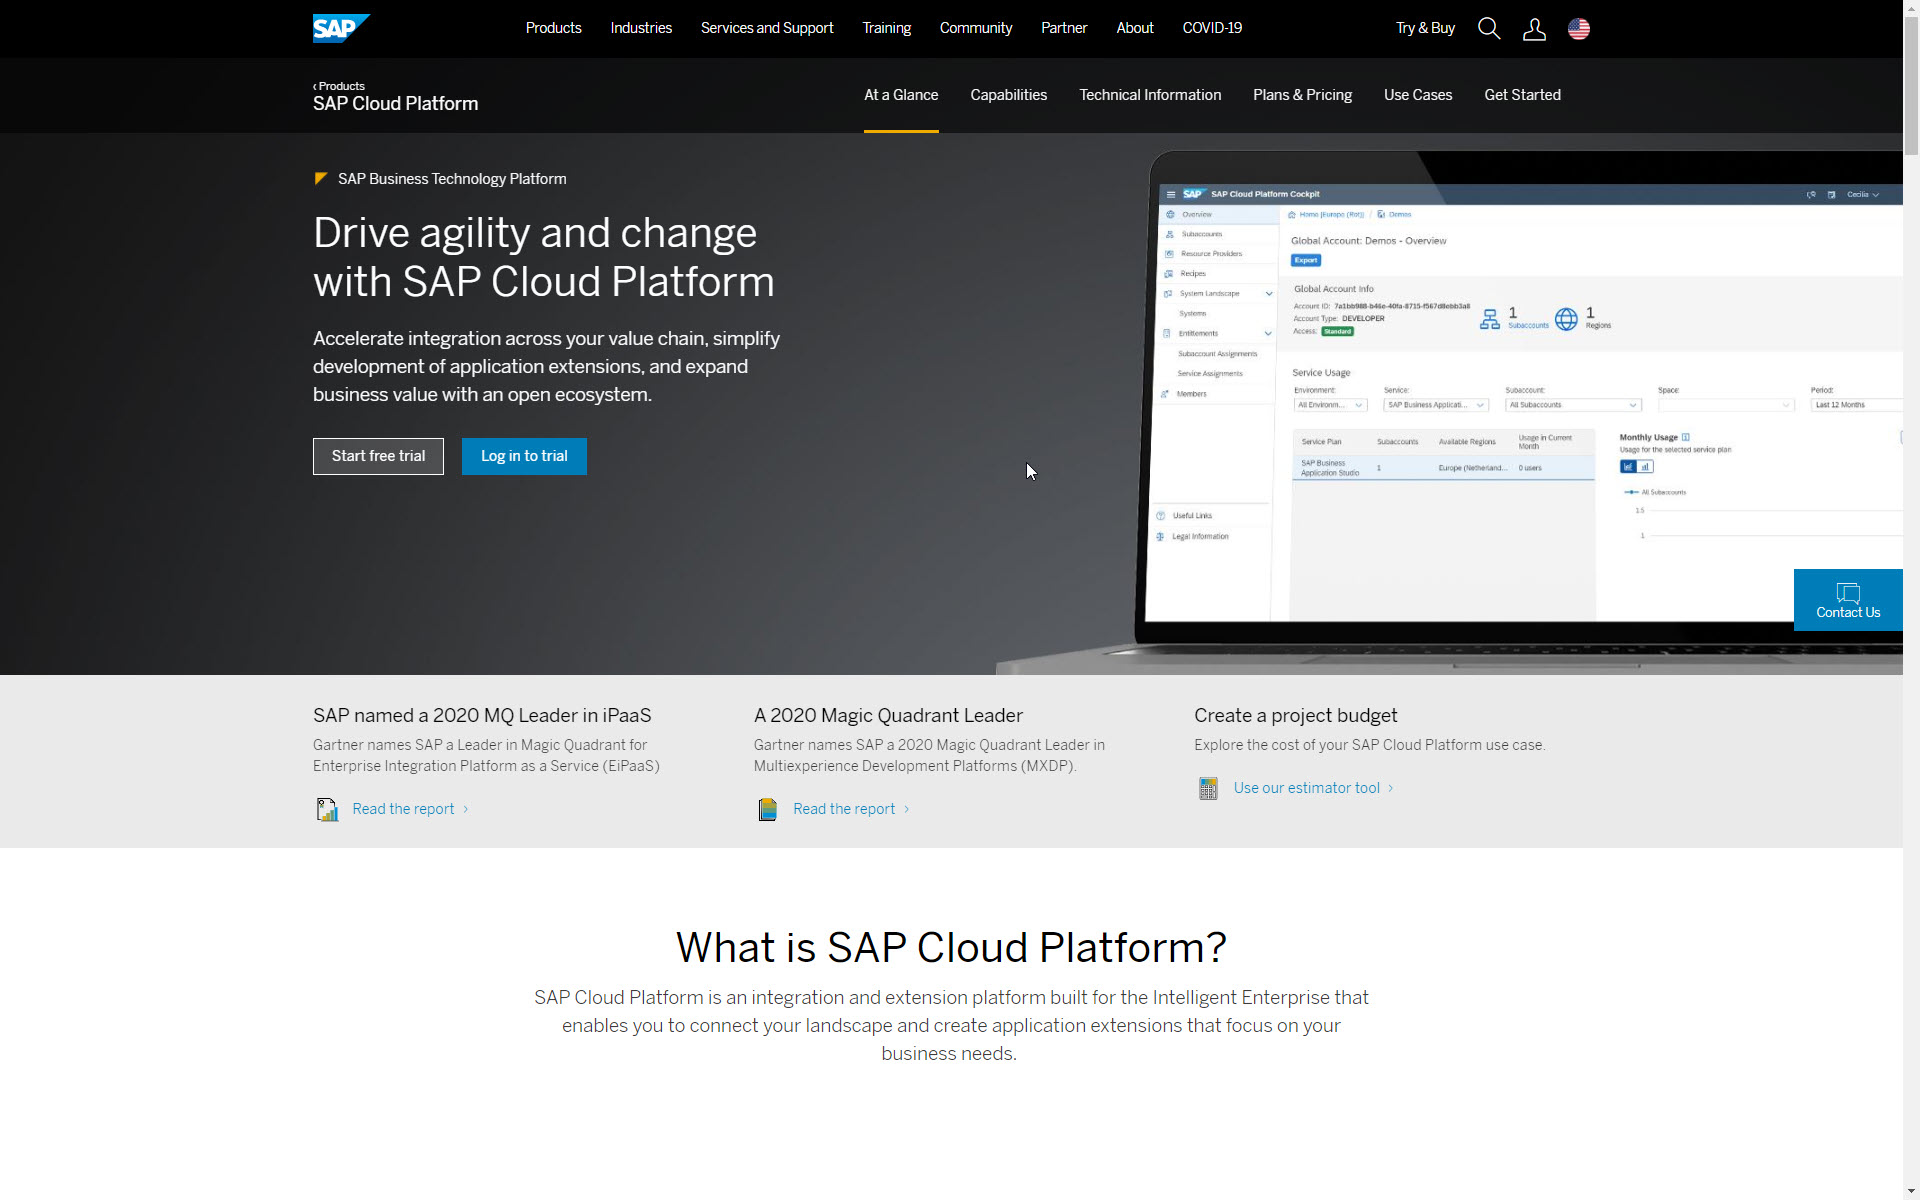 SAP
Products
Industries
Services and Support
Training
Community
Partner
About
COVID-19
Try & Buy
‹ Products
SAP Cloud Platform
At a Glance
Capabilities
Technical Information
Plans & Pricing
Use Cases
Get Started
SAP Business Technology Platform
Drive agility and change
with SAP Cloud Platform
Accelerate integration across your value chain, simplify
development of application extensions, and expand
business value with an open ecosystem.
Start free trial
Log in to trial
SAP SAP Cloud Platform Cockpit
Cecilia
Overview
Subaccounts
Resource Providers
Recipes
System Landscape
Systems
Entitlements
Subaccount Assignments
Service Assignments
Members
Useful Links
Legal Information
Home [Europe (Rot)] / Demos
Global Account: Demos - Overview
Export
Global Account Info
Account ID:
Account Type: DEVELOPER
Access: Standard
1 Subaccounts
1 Regions
Service Usage
Environment:
Service:
Subaccount:
Space:
Period:
All Environm...
SAP Business Applicati...
All Subaccounts
Last 12 Months
Service Plan
Subaccounts
Available Regions
Usage in Current
Month
SAP Business
Application Studio
1
Europe (Netherland...
0 users
Monthly Usage
Usage for the selected service plan
All Subaccounts
1.5
1
Contact Us
SAP named a 2020 MQ Leader in iPaaS
Gartner names SAP a Leader in Magic Quadrant for
Enterprise Integration Platform as a Service (EiPaaS)
Read the report ›
A 2020 Magic Quadrant Leader
Gartner names SAP a 2020 Magic Quadrant Leader in
Multiexperience Development Platforms (MXDP).
Read the report ›
Create a project budget
Explore the cost of your SAP Cloud Platform use case.
Use our estimator tool ›
What is SAP Cloud Platform?
SAP Cloud Platform is an integration and extension platform built for the Intelligent Enterprise that
enables you to connect your landscape and create application extensions that focus on your
business needs.